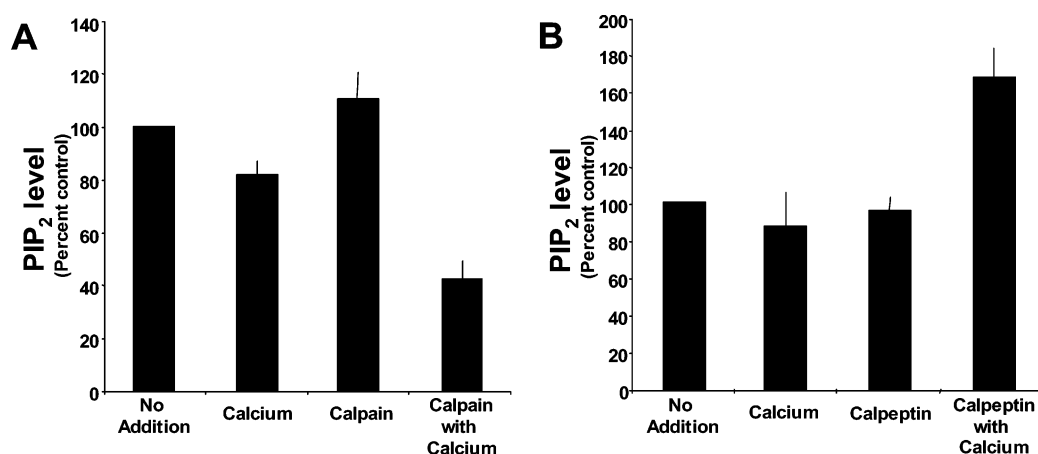 A
PIP2 level
(Percent control)
140
120
100
80
60
40
20
0
No
Addition
Calcium
Calpain
Calpain
with
Calcium
B
PIP2 level
(Percent control)
200
180
160
140
120
100
80
60
40
20
0
No
Addition
Calcium
Calpeptin
Calpeptin
with
Calcium